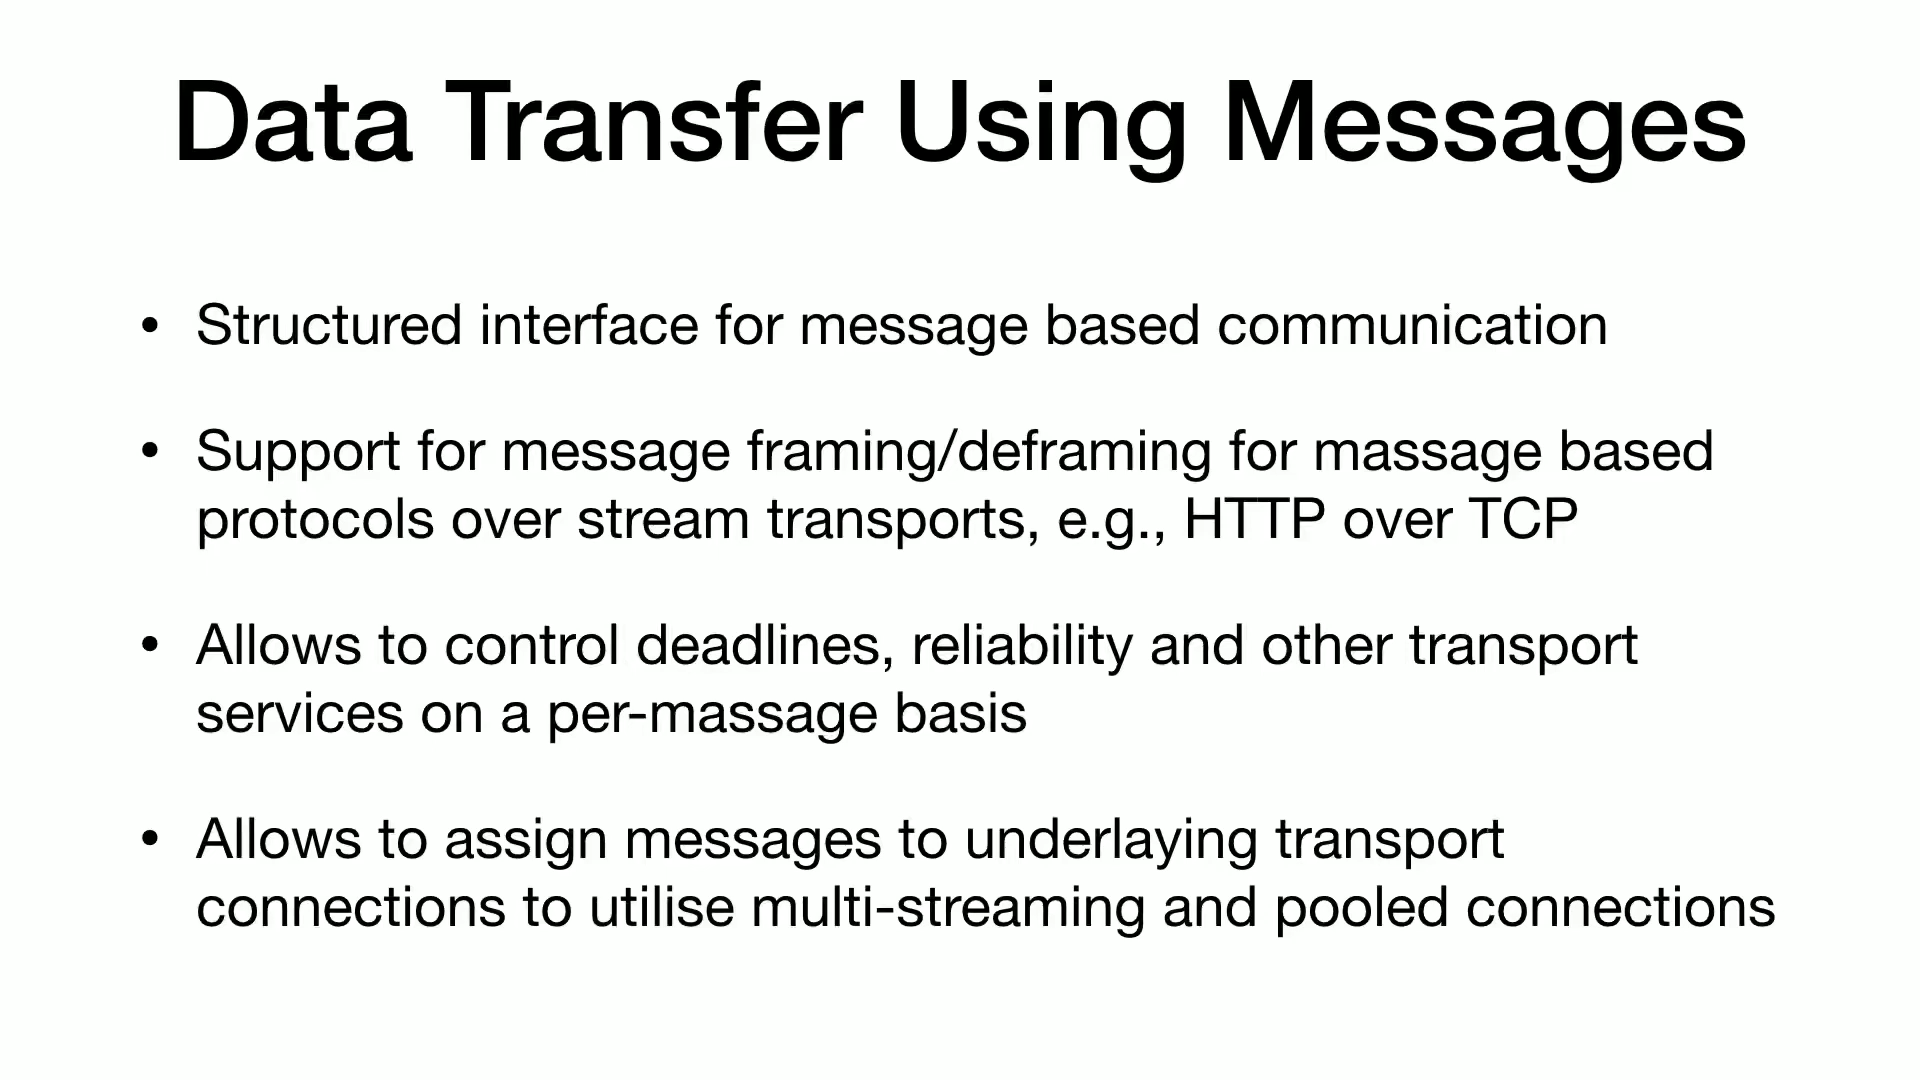 Data Transfer Using Messages
• Structured interface for message based communication
• Support for message framing/deframing for massage based
protocols over stream transports, e.g., HTTP over TCP
• Allows to control deadlines, reliability and other transport
services on a per-massage basis
• Allows to assign messages to underlaying transport
connections to utilise multi-streaming and pooled connections